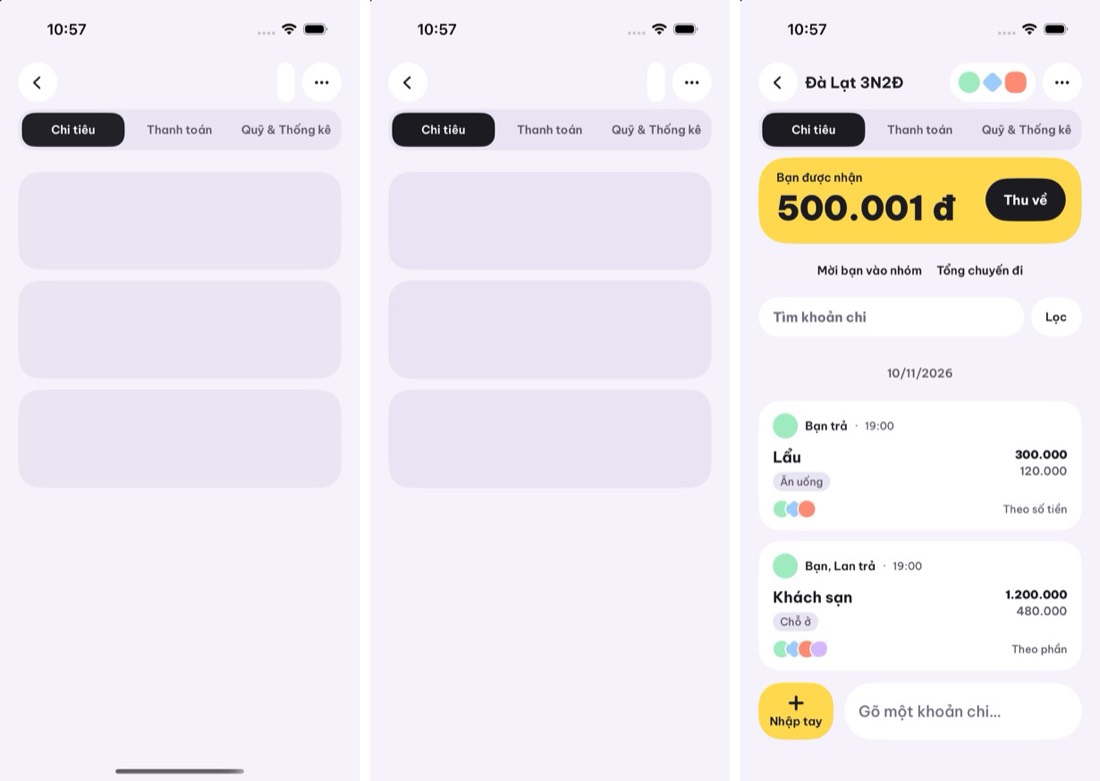 10:57
Chi tiêu
Thanh toán
Quỹ & Thống kê
10:57
Chi tiêu
Thanh toán
Quỹ & Thống kê
10:57
Đà Lạt 3N2Đ
Chi tiêu
Thanh toán
Quỹ & Thống kê
Bạn được nhận
500.001 đ
Thu về
Mời bạn vào nhóm
Tổng chuyến đi
Tìm khoản chi
Lọc
10/11/2026
Bạn trả · 19:00
Lẩu
300.000
120.000
Ăn uống
Theo số tiền
Bạn, Lan trả · 19:00
Khách sạn
1.200.000
480.000
Chỗ ở
Theo phần
Nhập tay
Gõ một khoản chi...